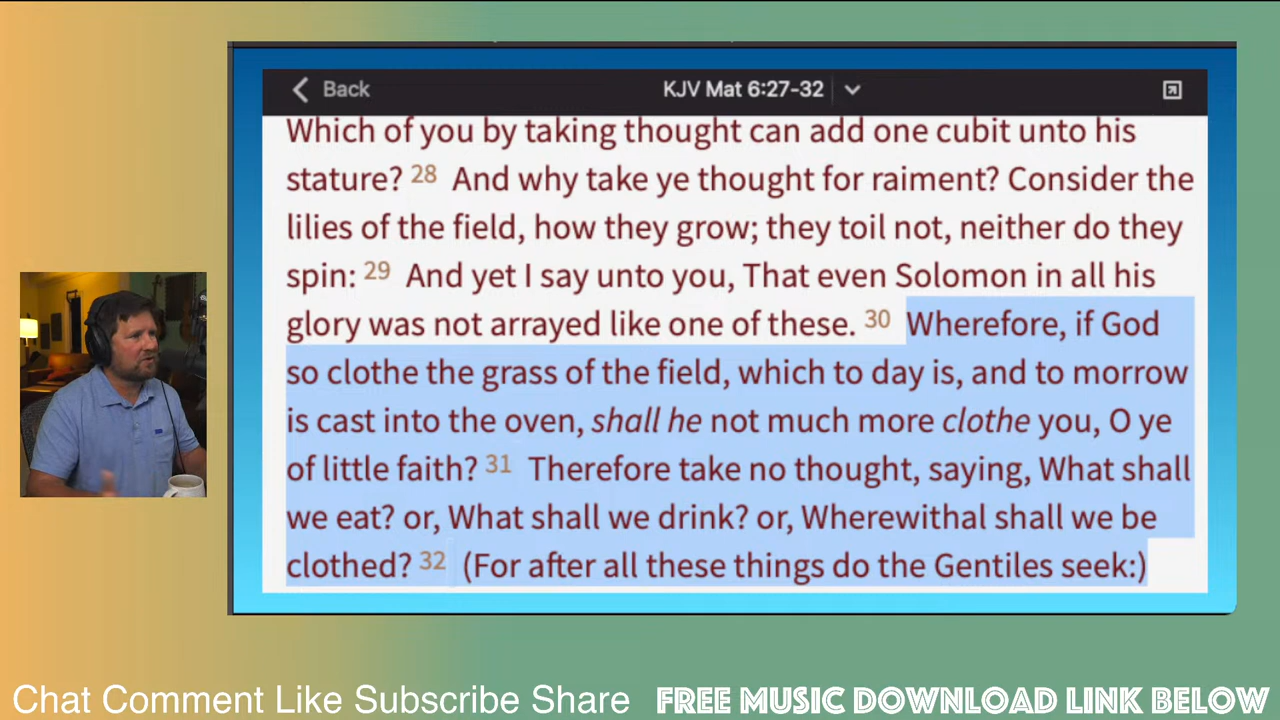 Back
KJV Mat 6:27-32
Which of you by taking thought can add one cubit unto his
stature? 28 And why take ye thought for raiment? Consider the
lilies of the field, how they grow; they toil not, neither do they
spin: 29 And yet I say unto you, That even Solomon in all his
glory was not arrayed like one of these. 30 Wherefore, if God
so clothe the grass of the field, which to day is, and to morrow
is cast into the oven, shall he not much more clothe you, O ye
of little faith? 31 Therefore take no thought, saying, What shall
we eat? or, What shall we drink? or, Wherewithal shall we be
clothed? 32 (For after all these things do the Gentiles seek:)
Chat Comment Like Subscribe Share
FREE MUSIC DOWNLOAD LINK BELOW